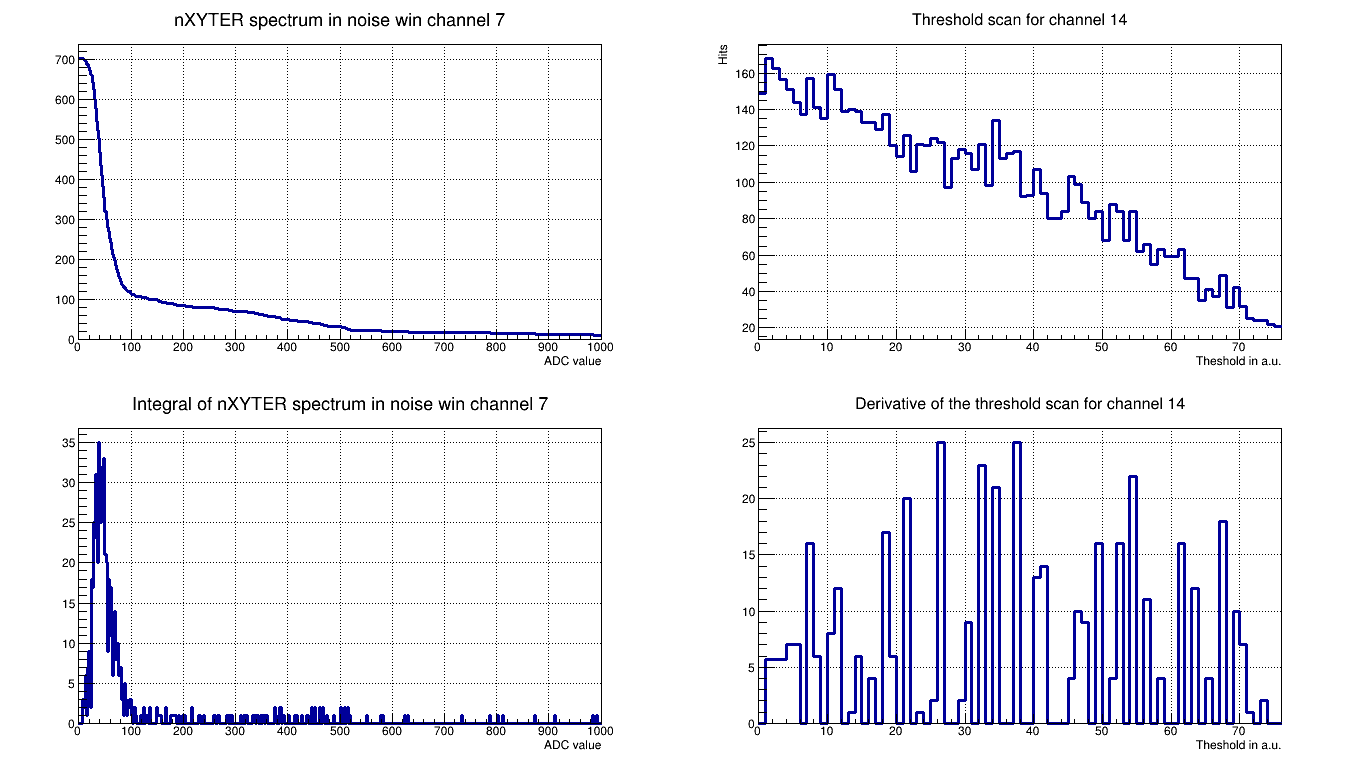 nXYTER spectrum in noise win channel 7
700
600
500
400
300
200
100
0
0 100 200 300 400 500 600 700 800 900 1000
ADC value
Threshold scan for channel 14
Hits
160
140
120
100
80
60
40
20
0 10 20 30 40 50 60 70
Theshold in a.u.
Integral of nXYTER spectrum in noise win channel 7
35
30
25
20
15
10
5
0
0 100 200 300 400 500 600 700 800 900 1000
ADC value
Derivative of the threshold scan for channel 14
25
20
15
10
5
0
0 10 20 30 40 50 60 70
Theshold in a.u.